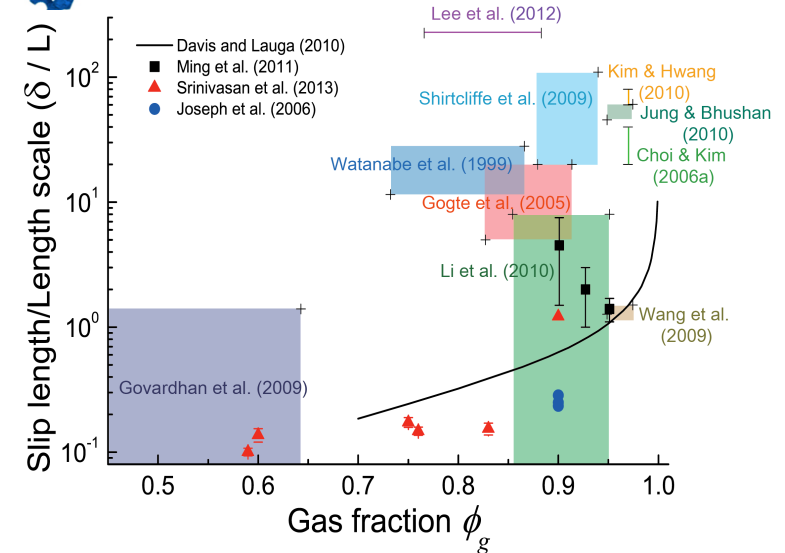 Lee et al. (2012)
Davis and Lauga (2010)
Ming et al. (2011)
Srinivasan et al. (2013)
Joseph et al. (2006)
Shirtcliffe et al. (2009)
Kim & Hwang
(2010)
Jung & Bhushan
(2010)
Choi & Kim
(2006a)
Watanabe et al. (1999)
Gogte et al. (2005)
Li et al. (2010)
Wang et al.
(2009)
Govardhan et al. (2009)
Slip length/Length scale (δ / L)
10²
10¹
10⁰
10⁻¹
0.5 0.6 0.7 0.8 0.9 1.0
Gas fraction ϕg